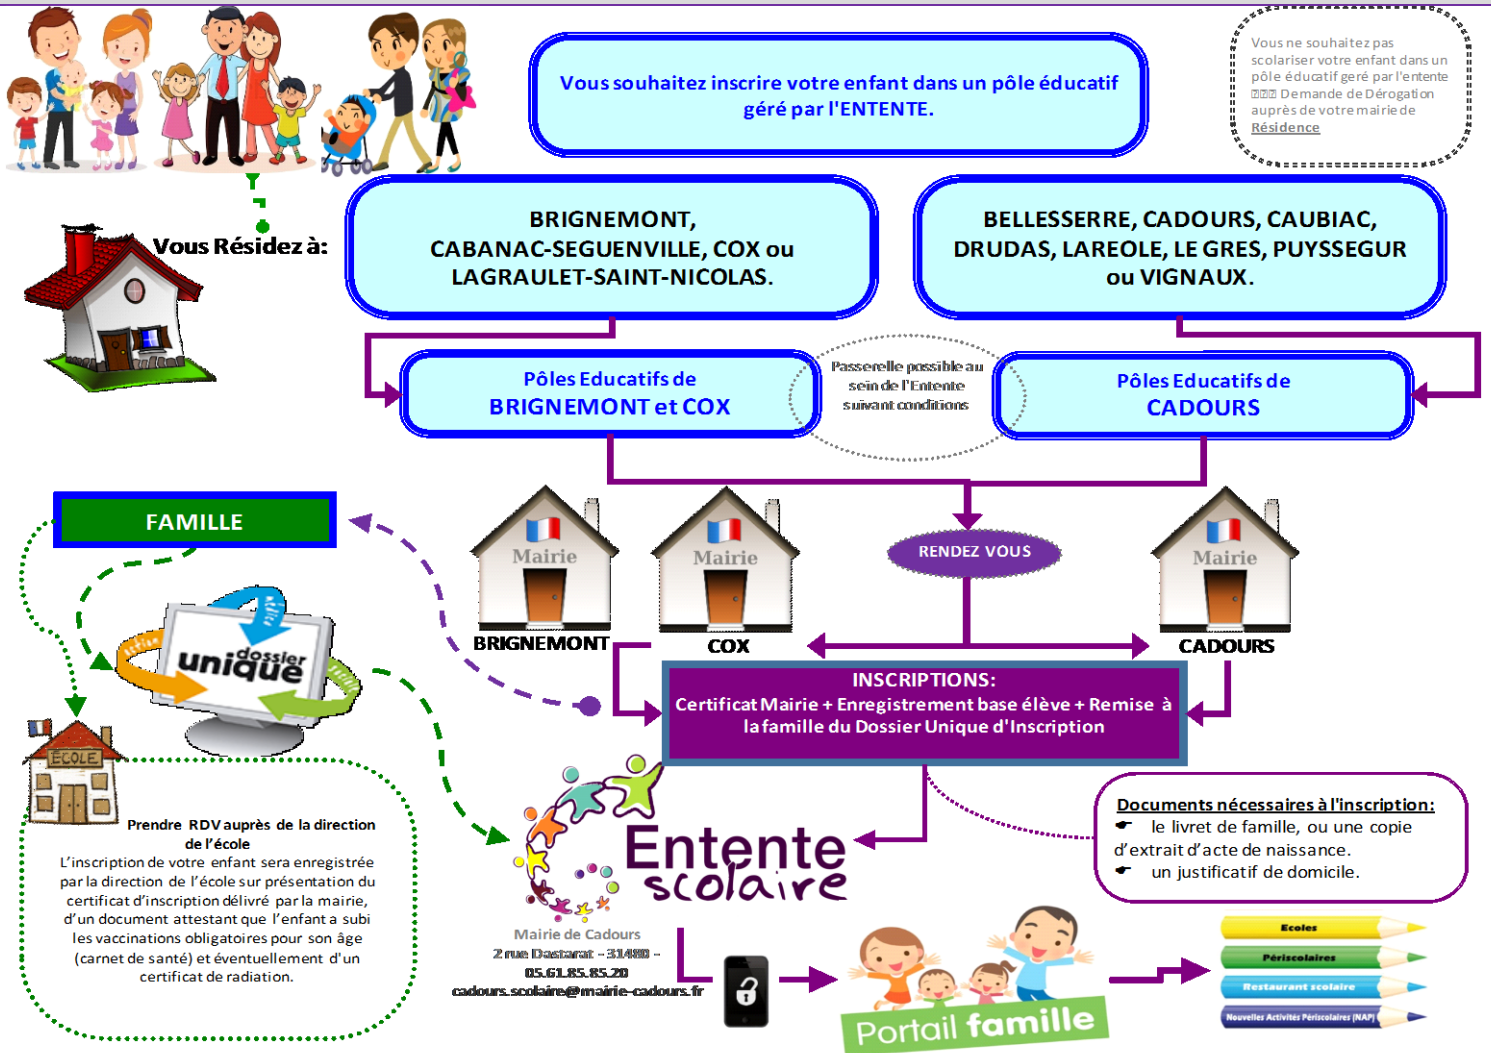 Vous souhaitez inscrire votre enfant dans un pôle éducatif
géré par l'ENTENTE.
Vous ne souhaitez pas
scolariser votre enfant dans un
pôle éducatif geré par l'entente
Demande de Dérogation
auprès de votre mairie de
Résidence
Vous Résidez à:
BRIGNEMONT,
CABANAC-SEGUENVILLE, COX ou
LAGRAULET-SAINT-NICOLAS.
BELLESSERRE, CADOURS, CAUBIAC,
DRUDAS, LAREOLE, LE GRES, PUYSSEGUR
ou VIGNAUX.
Pôles Educatifs de
BRIGNEMONT et COX
Passerelle possible au
sein de l'Entente
suivant conditions
Pôles Educatifs de
CADOURS
FAMILLE
Mairie
BRIGNEMONT
Mairie
COX
RENDEZ VOUS
Mairie
CADOURS
dossier
unique
INSCRIPTIONS:
Certificat Mairie + Enregistrement base élève + Remise à
la famille du Dossier Unique d'Inscription
ÉCOLE
Prendre RDV auprès de la direction
de l'école
L'inscription de votre enfant sera enregistrée
par la direction de l'école sur présentation du
certificat d'inscription délivré par la mairie,
d'un document attestant que l'enfant a subi
les vaccinations obligatoires pour son âge
(carnet de santé) et éventuellement d'un
certificat de radiation.
Entente
scolaire
Mairie de Cadours
2 rue Dastarat - 31480 -
05.61.85.85.20
cadours.scolaire@mairie-cadours.fr
Documents nécessaires à l'inscription:
☛ le livret de famille, ou une copie
d'extrait d'acte de naissance.
☛ un justificatif de domicile.
Portail famille
Ecoles
Périscolaires
Restaurant scolaire
Nouvelles Activités Périscolaires (NAP)